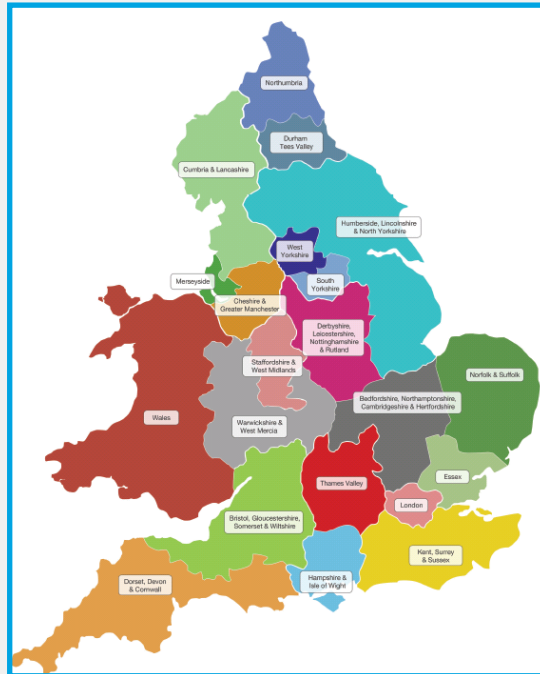 Northumbria
Durham
Tees Valley
Cumbria & Lancashire
Humberside, Lincolnshire
& North Yorkshire
West
Yorkshire
South
Yorkshire
Merseyside
Cheshire &
Greater Manchester
Derbyshire,
Leicestershire,
Nottinghamshire
& Rutland
Staffordshire &
West Midlands
Norfolk & Suffolk
Bedfordshire, Northamptonshire,
Cambridgeshire & Hertfordshire
Wales
Warwickshire &
West Mercia
Essex
Thames Valley
London
Bristol, Gloucestershire,
Somerset & Wiltshire
Kent, Surrey
& Sussex
Hampshire &
Isle of Wight
Dorset, Devon
& Cornwall